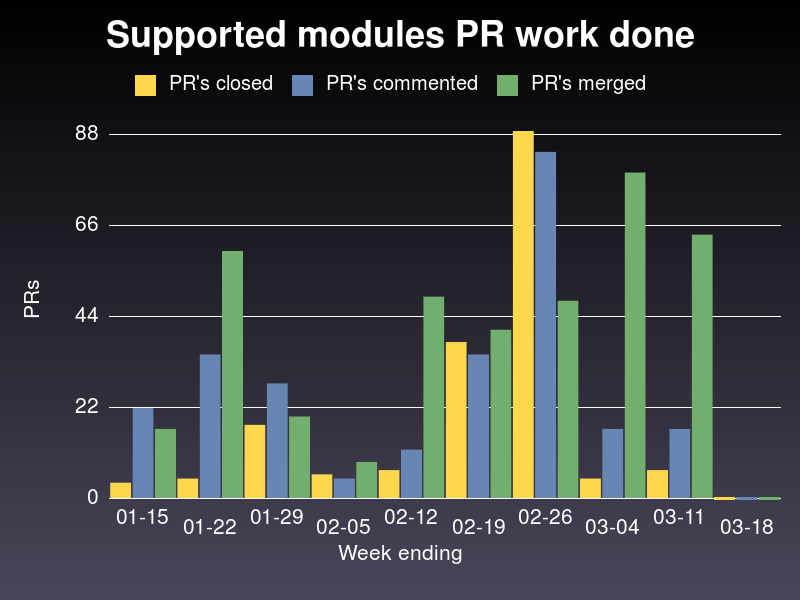 Supported modules PR work done
PR's closed PR's commented PR's merged
88
66
44
22
0
PRs
01-15 01-22 01-29 02-05 02-12 02-19 02-26 03-04 03-11 03-18
Week ending